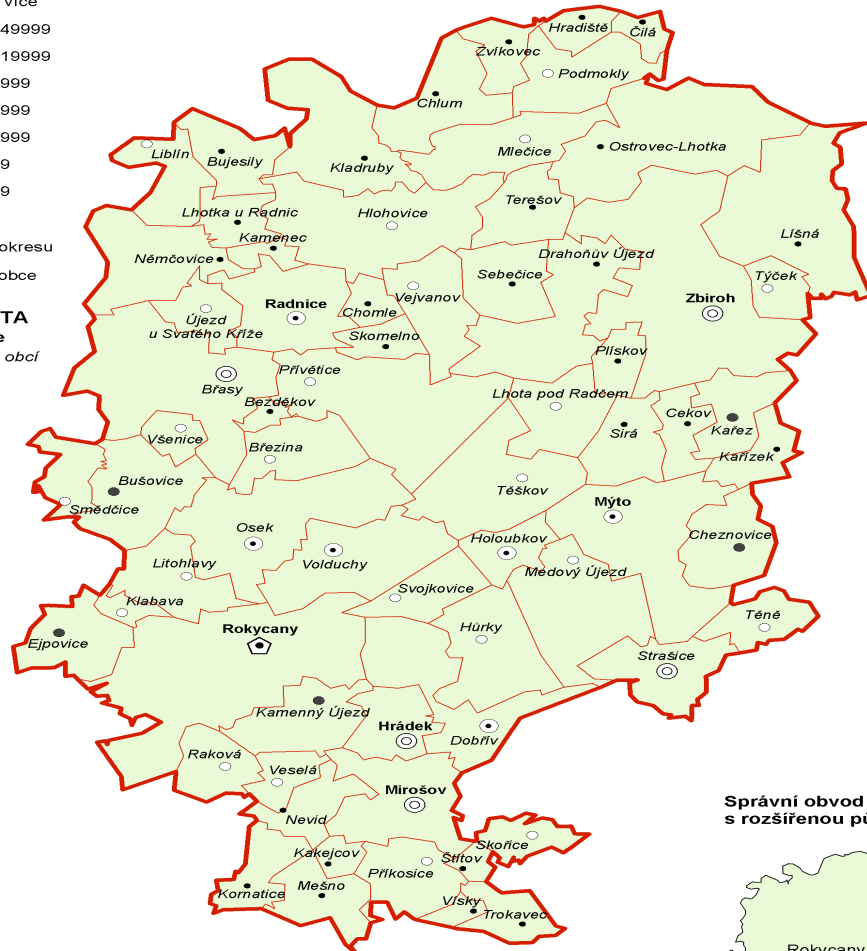 více
49999
19999
999
999
999
9
9
okresu
obce
TA
e
obcí
Hradiště
Čilá
Zvíkovec
Podmokly
Chlum
Liblín
Bujesily
Kladruby
Mlečice
Ostrovec-Lhotka
Terešov
Lhotka u Radnic
Hlohovice
Kamenec
Líšná
Němčovice
Drahoňův Újezd
Sebečice
Týček
Vejvanov
Radnice
Chomle
Zbiroh
Újezd
u Svatého Kříže
Skomelno
Plískov
Přívětice
Břasy
Bezděkov
Lhota pod Radčem
Cekov
Kařez
Sirá
Všenice
Březina
Kařízek
Bušovice
Smědčice
Těškov
Mýto
Osek
Volduchy
Holoubkov
Cheznovice
Litohlavy
Medový Újezd
Svojkovice
Klabava
Těně
Rokycany
Hůrky
Ejpovice
Strašice
Kamenný Újezd
Hrádek
Dobřív
Raková
Veselá
Mirošov
Nevid
Skořice
Kakejcov
Štítov
Příkosice
Kornatice
Mešno
Vísky
Trokavec
Správní obvod
s rozšířenou pů
Rokycany